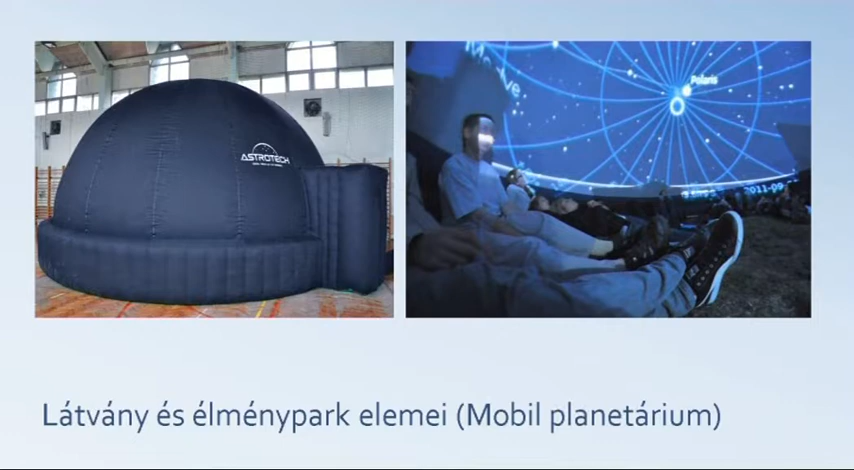 ASTROTECH
Polaris
2011-09
Látvány és élménypark elemei (Mobil planetárium)